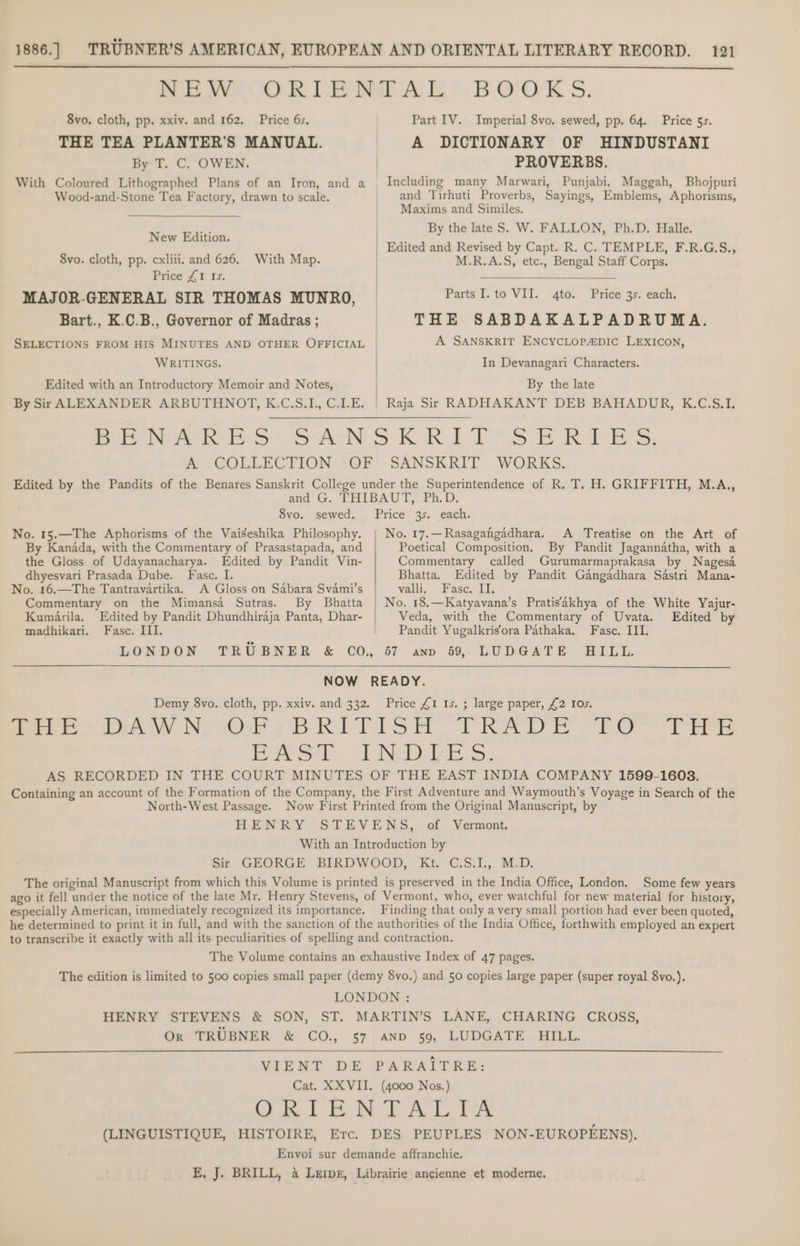 1886.] TRÜBNER'S AMERICAN, EUROPEAN AND ORIENTAL LITERARY RECORD. 121
NEW ORIENTAL BOOKS.
8vo. cloth, pp. xxiv. and 162. Price 6s.
THE TEA PLANTER'S MANUAL.
By T. C. OWEN.
With Coloured Lithographed Plans of an Iron, and a
Wood-and-Stone Tea Factory, drawn to scale.
New Edition.
8vo. cloth, pp. cxliii. and 626. With Map.
Price £1 1s.
MAJOR-GENERAL SIR THOMAS MUNRO,
Bart., K.C.B., Governor of Madras;
SELECTIONS FROM HIS MINUTES AND OTHER OFFICIAL
WRITINGS.
Edited with an Introductory Memoir and Notes,
By Sir ALEXANDER ARBUTHNOT, K.C.S.I., C.I.E.
Part IV. Imperial 8vo. sewed, pp. 64. Price 5s.
A DICTIONARY OF HINDUSTANI
PROVERBS.
Including many Marwari, Punjabi, Maggah, Bhojpuri
and Tirhuti Proverbs, Sayings, Emblems, Aphorisms,
Maxims and Similes.
By the late S. W. FALLON, Ph.D. Halle.
Edited and Revised by Capt. R. C. TEMPLE, F.R.G.S.,
M.R.A.S, etc., Bengal Staff Corps.
Parts I. to VII. 4to. Price 3s. each.
THE SABDAKALPADRUMA.
A SANSKRIT ENCYCLOPÆDIC LEXICON,
In Devanagari Characters.
By the late
Raja Sir RADHAKANT DEB BAHADUR, K.C.S.I.
BENARES SANSKRIT SERIES.
A COLLECTION OF SANSKRIT WORKS.
Edited by the Pandits of the Benares Sanskrit College under the Superintendence of R. T. H. GRIFFITH, M.A.,
and G. THIBAUT, Ph.D.
8vo. sewed. Price 3s. each.
No. 15.—The Aphorisms of the Vaiśeshika Philosophy.
By Kanáda, with the Commentary of Prasastapada, and
the Gloss of Udayanacharya. Edited by Pandit Vin-
dhyesvari Prasada Dube. Fasc. I.
No. 16.—The Tantravártika. A Gloss on Sábara Svámi's
Commentary on the Mimansá Sutras. By Bhatta
Kumárila. Edited by Pandit Dhundhirája Panta, Dhar-
madhikari. Fasc. III.
No. 17.—Rasagaṅgádhara. A Treatise on the Art of
Poetical Composition. By Pandit Jagannátha, with a
Commentary called Gurumarmaprakasa by Nagesá
Bhatta. Edited by Pandit Gángádhara Sástri Mana-
valli. Fasc. II.
No. 18.—Katyavana's Pratis'ákhya of the White Yajur-
Veda, with the Commentary of Uvata. Edited by
Pandit Yugalkris'ora Páthaka. Fasc. III.
LONDON TRÜBNER & CO., 57 AND 59, LUDGATE HILL.
NOW READY.
Demy 8vo. cloth, pp. xxiv. and 332. Price £1 1s.; large paper, £2 10s.
THE DAWN OF BRITISH TRADE TO THE
EAST INDIES.
AS RECORDED IN THE COURT MINUTES OF THE EAST INDIA COMPANY 1599-1603.
Containing an account of the Formation of the Company, the First Adventure and Waymouth's Voyage in Search of the
North-West Passage. Now First Printed from the Original Manuscript, by
HENRY STEVENS, of Vermont.
With an Introduction by
Sir GEORGE BIRDWOOD, Kt. C.S.I., M.D.
The original Manuscript from which this Volume is printed is preserved in the India Office, London. Some few years
ago it fell under the notice of the late Mr. Henry Stevens, of Vermont, who, ever watchful for new material for history,
especially American, immediately recognized its importance. Finding that only a very small portion had ever been quoted,
he determined to print it in full, and with the sanction of the authorities of the India Office, forthwith employed an expert
to transcribe it exactly with all its peculiarities of spelling and contraction.
The Volume contains an exhaustive Index of 47 pages.
The edition is limited to 500 copies small paper (demy 8vo.) and 50 copies large paper (super royal 8vo.).
LONDON:
HENRY STEVENS & SON, ST. MARTIN'S LANE, CHARING CROSS,
Or TRÜBNER & CO., 57 AND 59, LUDGATE HILL.
VIENT DE PARAÎTRE:
Cat. XXVII. (4000 Nos.)
ORIENTALIA
(LINGUISTIQUE, HISTOIRE, Etc. DES PEUPLES NON-EUROPÉENS).
Envoi sur demande affranchie.
E. J. BRILL, à LEIDE, Librairie ancienne et moderne.